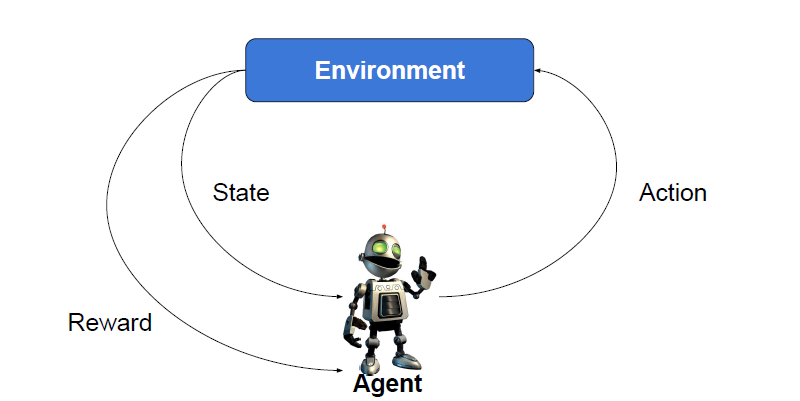 Environment
State
Action
Reward
Agent